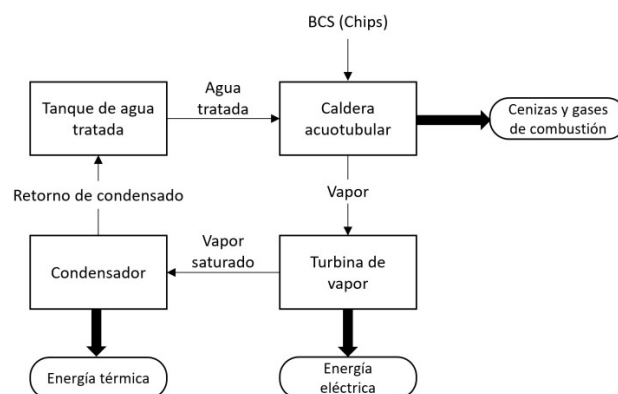 BCS (Chips)
Tanque de agua
tratada
Agua
tratada
Caldera
acuotubular
Cenizas y gases
de combustión
Retorno de condensado
Vapor
Condensador
Vapor
saturado
Turbina de
vapor
Energía térmica
Energía
eléctrica